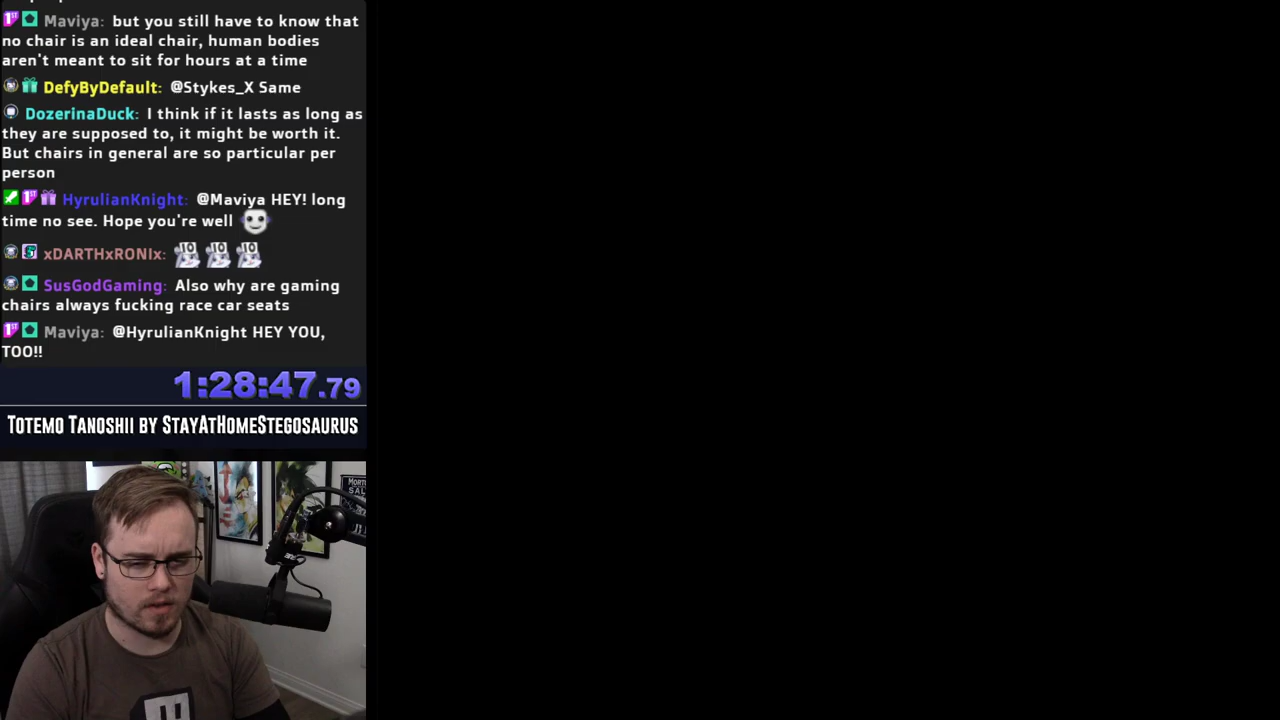 Maviya: but you still have to know that
no chair is an ideal chair, human bodies
aren't meant to sit for hours at a time
DefyByDefault: @Stykes_X Same
DozerinaDuck: I think if it lasts as long as
they are supposed to, it might be worth it.
But chairs in general are so particular per
person
HyrulianKnight: @Maviya HEY! long
time no see. Hope you're well
xDARTHxRONIx: 10 10 10
SusGodGaming: Also why are gaming
chairs always fucking race car seats
Maviya: @HyrulianKnight HEY YOU,
TOO!!
1:28:47.79
TOTEMO TANOSHII BY STAYATHOMESTEGOSAURUS